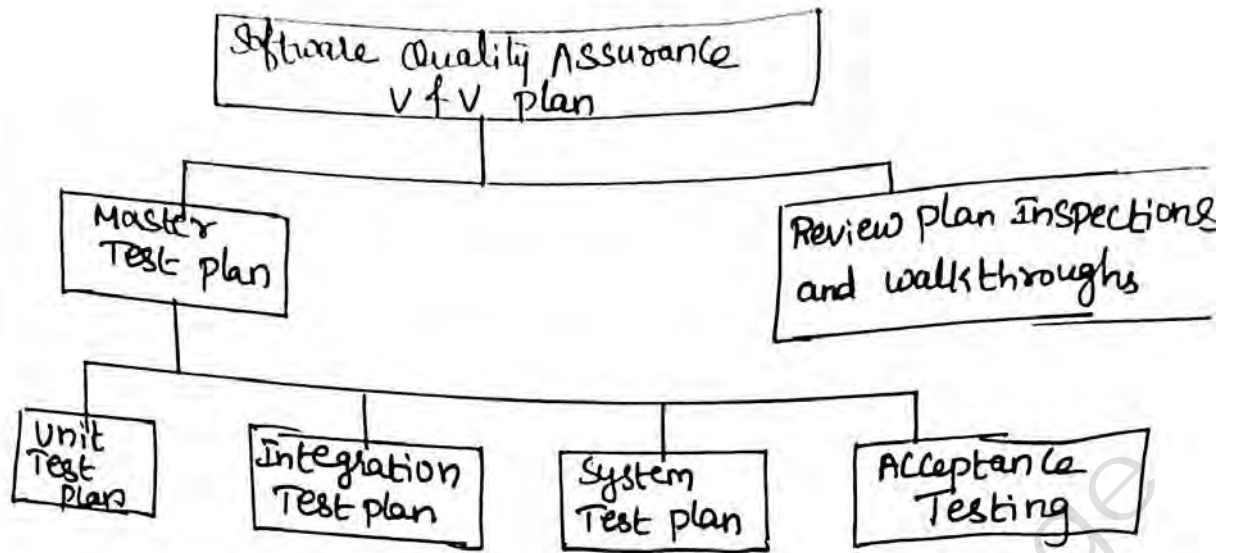 Software Quality Assurance
V & V plan
Master
Test plan
Review plan Inspections
and walkthroughs
Unit
Test
Plan
Integration
Test plan
System
Test plan
Acceptance
Testing